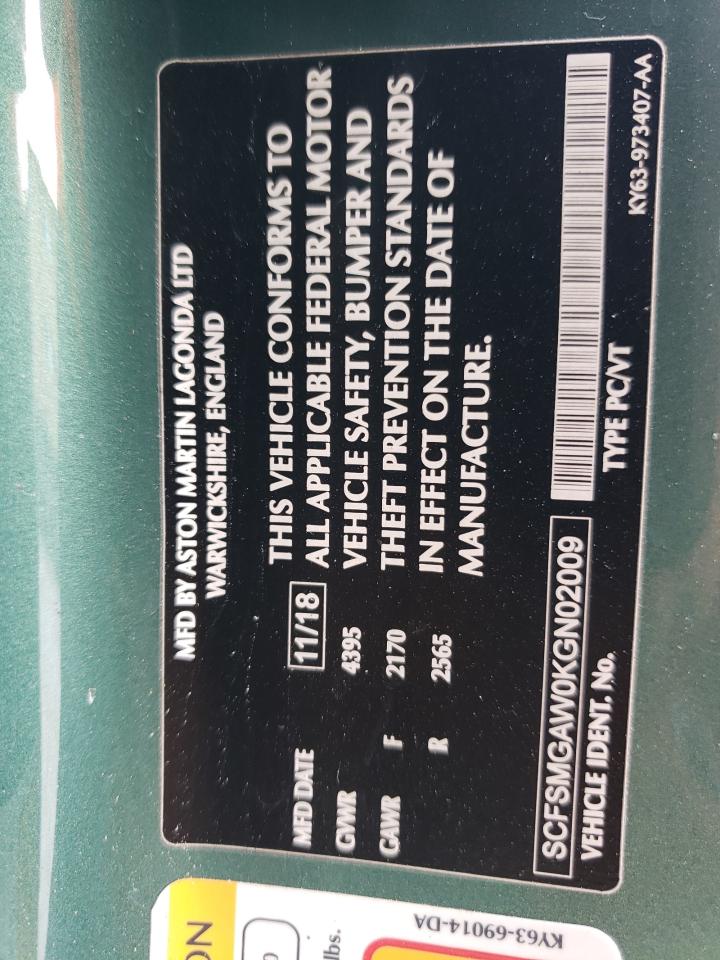 MFD BY ASTON MARTIN LAGONDA LTD
WARWICKSHIRE, ENGLAND
MFD DATE 11/18 THIS VEHICLE CONFORMS TO
GVWR 4395 ALL APPLICABLE FEDERAL MOTOR
GAWR F 2170 VEHICLE SAFETY, BUMPER AND
R 2565 THEFT PREVENTION STANDARDS
IN EFFECT ON THE DATE OF
MANUFACTURE.
SCFSMGAW0KGN02009
VEHICLE IDENT. No. TYPE PC/VT KY63-973407-AA
ON
lbs.
KY63-69014-DA